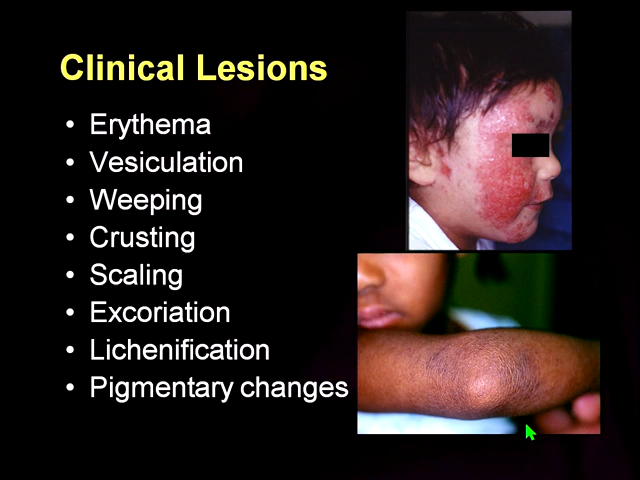 Clinical Lesions
• Erythema
• Vesiculation
• Weeping
• Crusting
• Scaling
• Excoriation
• Lichenification
• Pigmentary changes